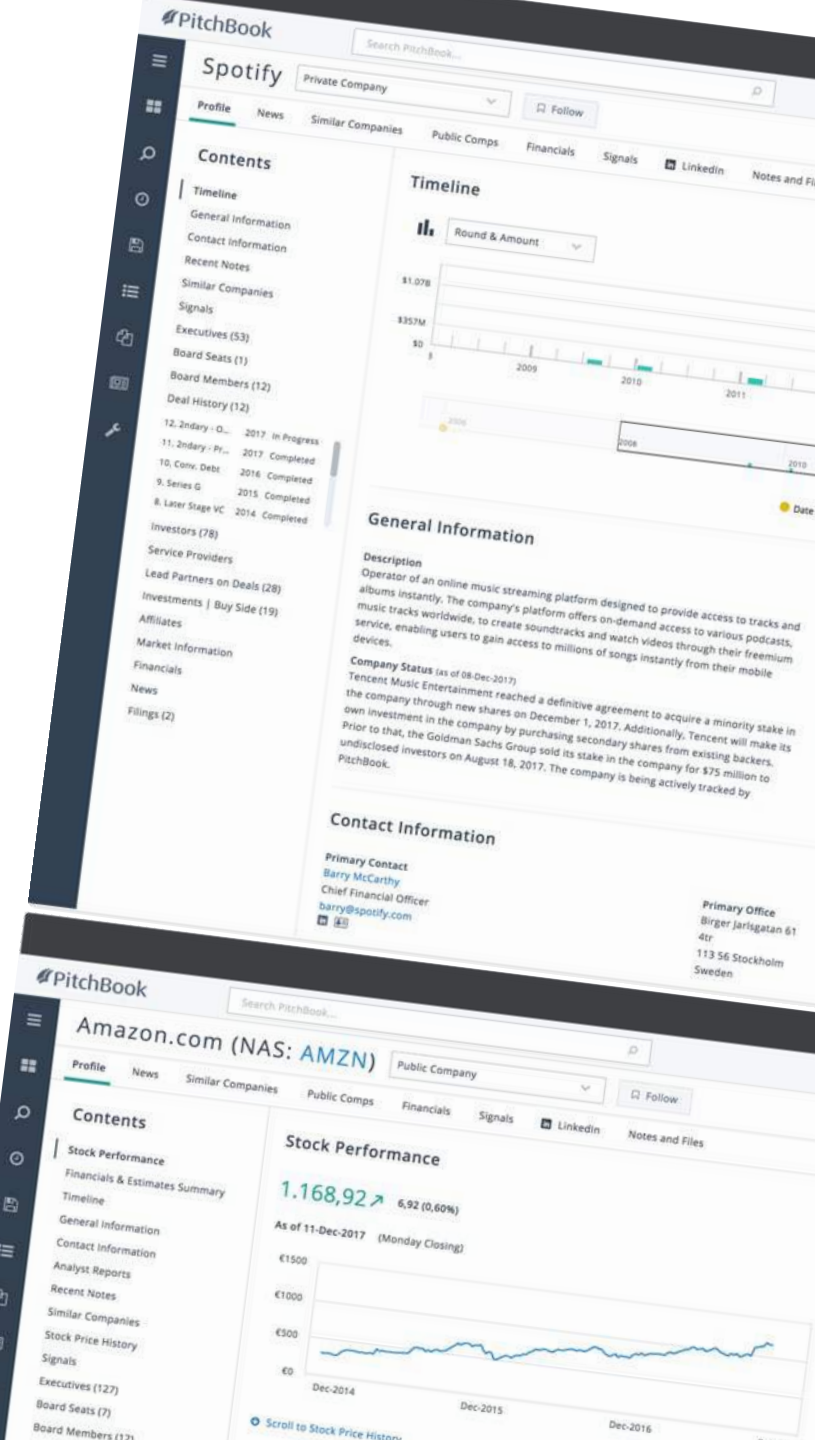 PitchBook
Search PitchBook...
Spotify
Private Company
Follow
Profile
News
Similar Companies
Public Comps
Financials
Signals
LinkedIn
Notes and Fi
Contents
Timeline
General Information
Contact Information
Recent Notes
Similar Companies
Signals
Executives (53)
Board Seats (1)
Board Members (12)
Deal History (12)
12. 2ndary - O... 2017 In Progress
11. 2ndary - Pr... 2017 Completed
10. Conv. Debt 2016 Completed
9. Series G 2015 Completed
8. Later Stage VC 2014 Completed
Investors (78)
Service Providers
Lead Partners on Deals (28)
Investments | Buy Side (19)
Affiliates
Market Information
Financials
News
Filings (2)
Timeline
Round & Amount
$1.07B
$357M
$0
2009
2010
2011
2006
2008
2010
Date
General Information
Description
Operator of an online music streaming platform designed to provide access to tracks and
albums instantly. The company's platform offers on-demand access to various podcasts,
music tracks worldwide, to create soundtracks and watch videos through their freemium
service, enabling users to gain access to millions of songs instantly from their mobile
devices.
Company Status (as of 08-Dec-2017)
Tencent Music Entertainment reached a definitive agreement to acquire a minority stake in
the company through new shares on December 1, 2017. Additionally, Tencent will make its
own investment in the company by purchasing secondary shares from existing backers.
Prior to that, the Goldman Sachs Group sold its stake in the company for $75 million to
undisclosed investors on August 18, 2017. The company is being actively tracked by
PitchBook.
Contact Information
Primary Contact
Barry McCarthy
Chief Financial Officer
barry@spotify.com
Primary Office
Birger Jarlsgatan 61
4tr
113 56 Stockholm
Sweden
PitchBook
Search PitchBook...
Amazon.com (NAS: AMZN)
Public Company
Follow
Profile
News
Similar Companies
Public Comps
Financials
Signals
LinkedIn
Notes and Files
Contents
Stock Performance
Financials & Estimates Summary
Timeline
General Information
Contact Information
Analyst Reports
Recent Notes
Similar Companies
Stock Price History
Signals
Executives (127)
Board Seats (7)
Board Members (12)
Stock Performance
1.168,92 6,92 (0,60%)
As of 11-Dec-2017 (Monday Closing)
€1500
€1000
€500
€0
Dec-2014
Dec-2015
Dec-2016
Scroll to Stock Price History